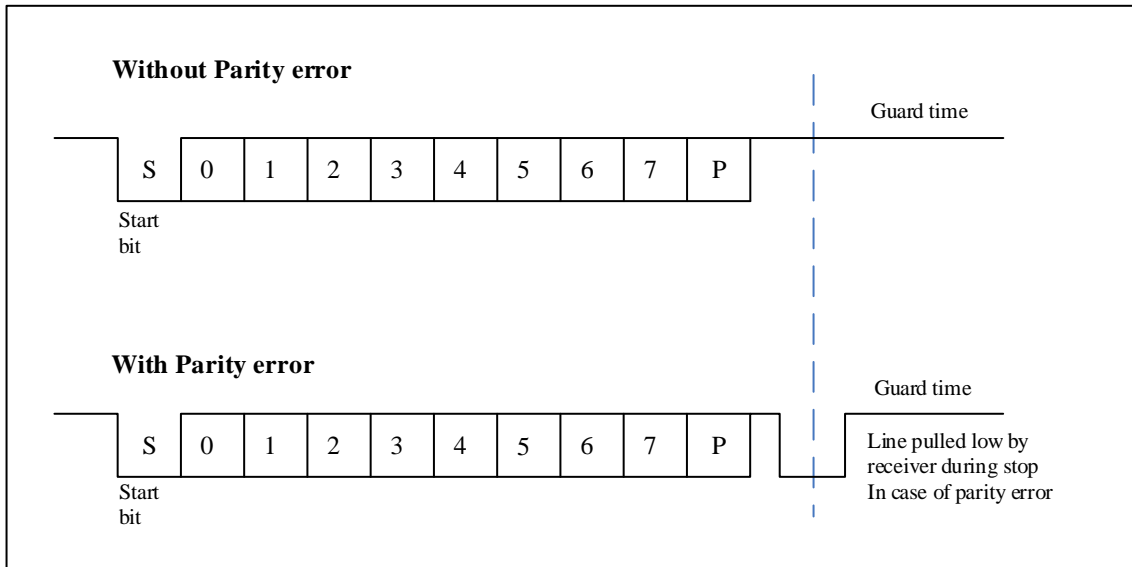 Without Parity error
Guard time
S 0 1 2 3 4 5 6 7 P
Start
bit
With Parity error
Guard time
S 0 1 2 3 4 5 6 7 P
Line pulled low by
receiver during stop
In case of parity error
Start
bit